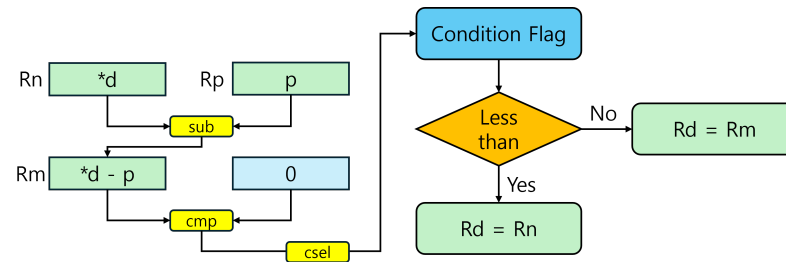 Rn
*d
Rp
p
sub
Rm
*d - p
0
cmp
csel
Condition Flag
Less
than
No
Rd = Rm
Yes
Rd = Rn